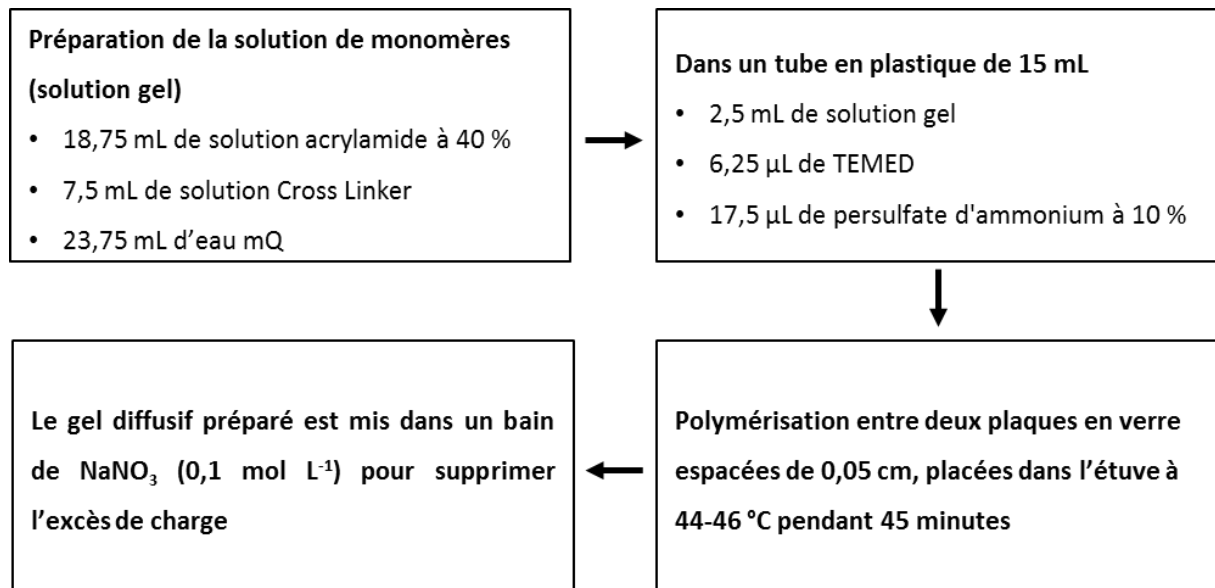 Préparation de la solution de monomères
(solution gel)
• 18,75 mL de solution acrylamide à 40 %
• 7,5 mL de solution Cross Linker
• 23,75 mL d’eau mQ
Dans un tube en plastique de 15 mL
• 2,5 mL de solution gel
• 6,25 µL de TEMED
• 17,5 µL de persulfate d'ammonium à 10 %
Polymérisation entre deux plaques en verre
espacées de 0,05 cm, placées dans l’étuve à
44-46 °C pendant 45 minutes
Le gel diffusif préparé est mis dans un bain
de NaNO₃ (0,1 mol L⁻¹) pour supprimer
l’excès de charge